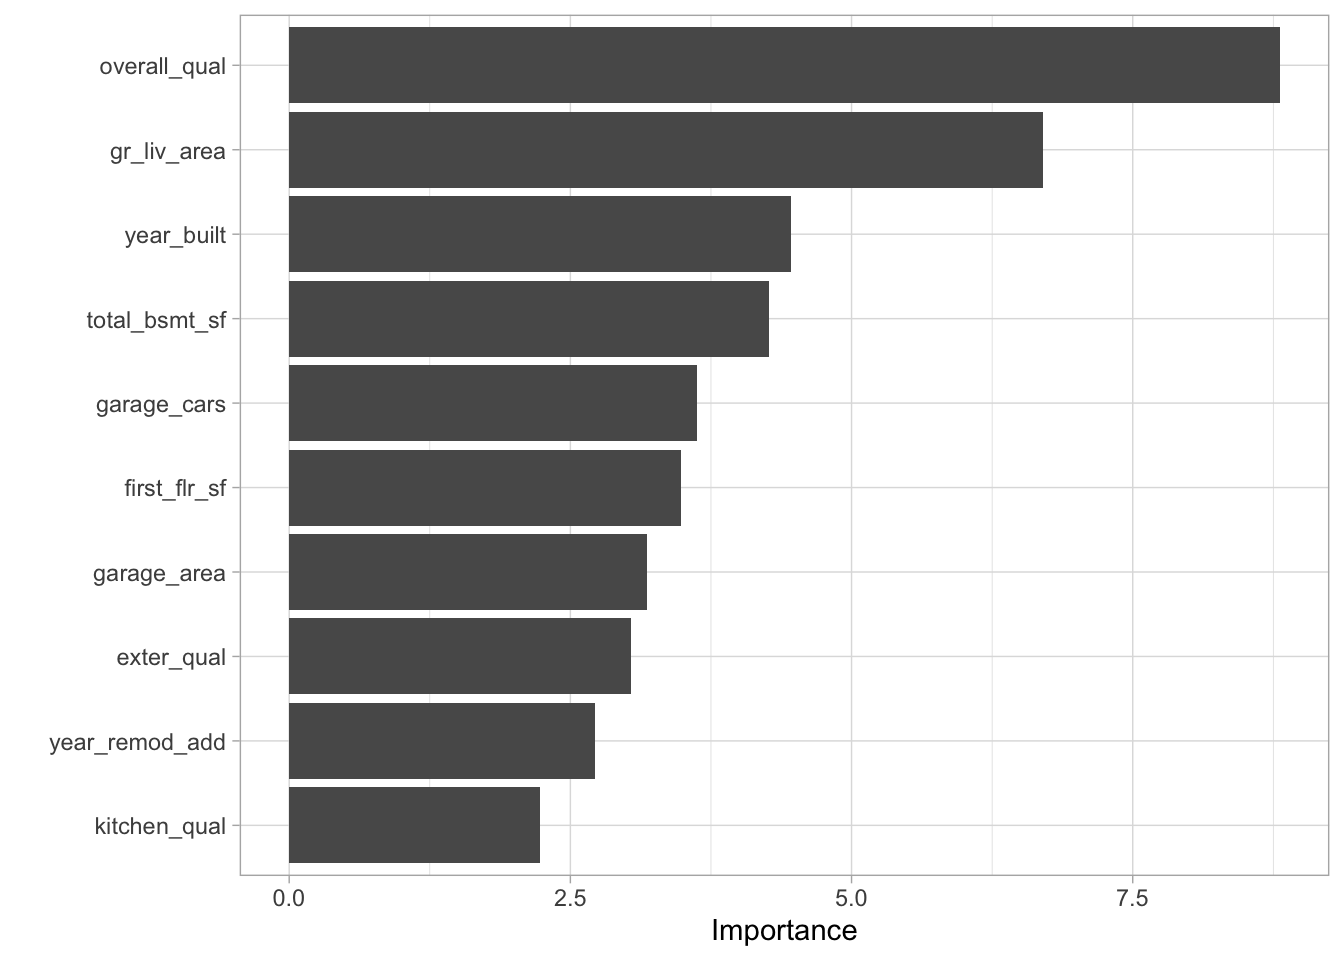 overall_qual
gr_liv_area
year_built
total_bsmt_sf
garage_cars
first_flr_sf
garage_area
exter_qual
year_remod_add
kitchen_qual
0.0 2.5 5.0 7.5
Importance